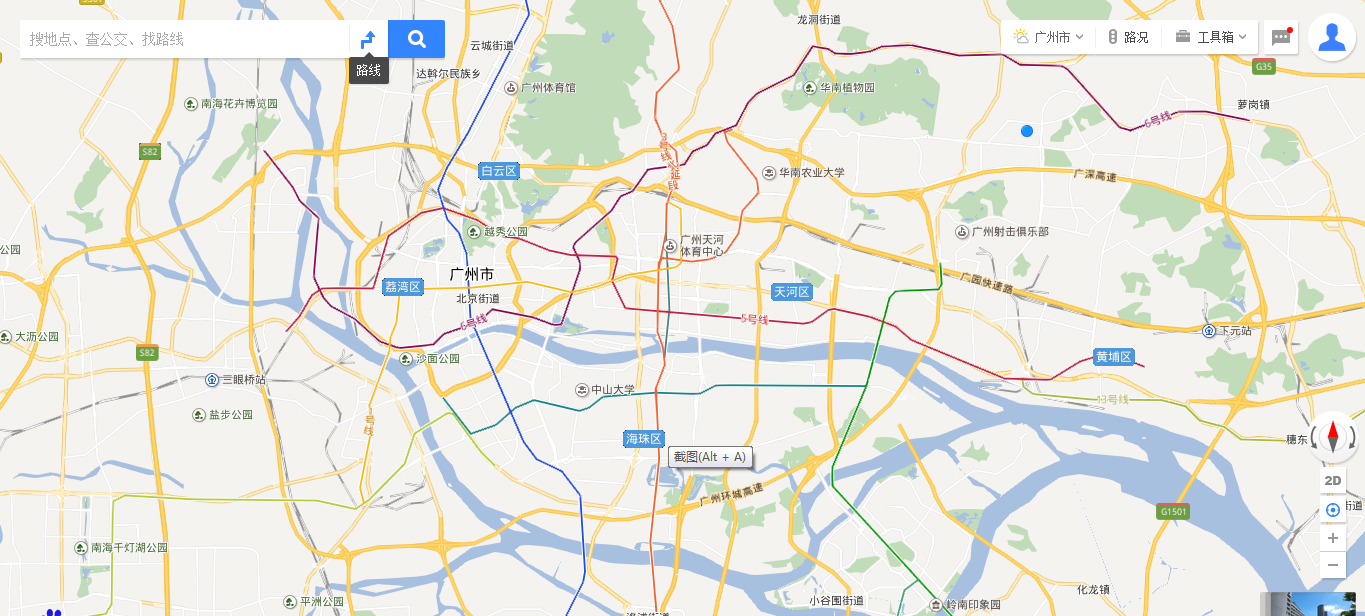 龙洞街道
搜地点、查公交、找路线
路线
广州市
路况
工具箱
云城街道
达斡尔民族乡
广州体育馆
G35
华南植物园
南海花卉博览园
萝岗镇
6号线
3号线北延段
S82
白云区
华南农业大学
广深高速
越秀公园
广州射击俱乐部
广州天河
体育中心
公园
广州市
荔湾区
北京街道
天河区
广园快速路
6号线
5号线
下元站
大沥公园
S82
沙面公园
黄埔区
三眼桥站
中山大学
13号线
盐步公园
1号线
海珠区
穗东
截图(Alt + A)
2D
广州环城高速
G1501
街道
南海千灯湖公园
化龙镇
平洲公园
小谷围街道
岭南印象园